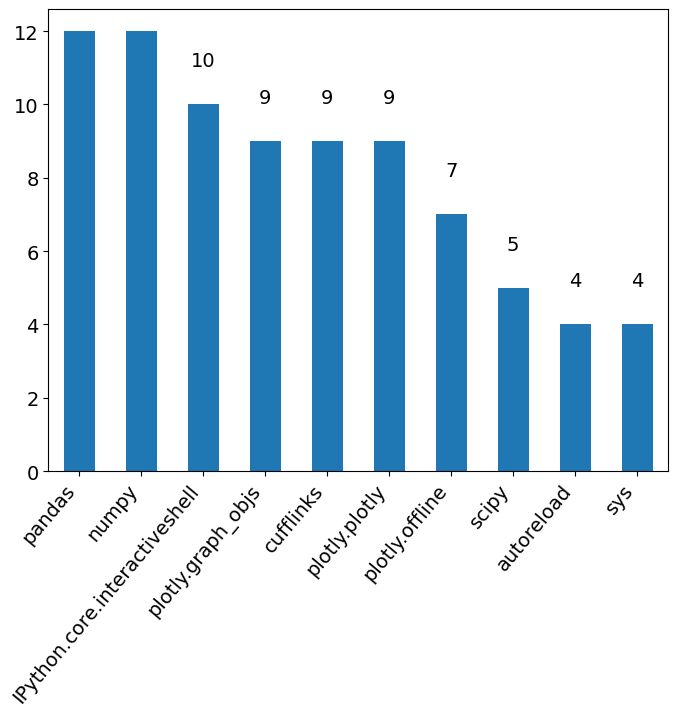 12
10
8
6
4
2
0
10
9
9
9
7
5
4
4
pandas
numpy
IPython.core.interactiveshell
plotly.graph_objs
cufflinks
plotly.plotly
plotly.offline
scipy
autoreload
sys